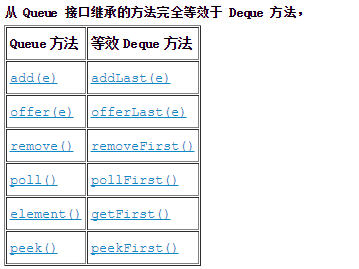 从 Queue 接口继承的方法完全等效于 Deque 方法，
Queue 方法 等效 Deque 方法
add(e) addLast(e)
offer(e) offerLast(e)
remove() removeFirst()
poll() pollFirst()
element() getFirst()
peek() peekFirst()